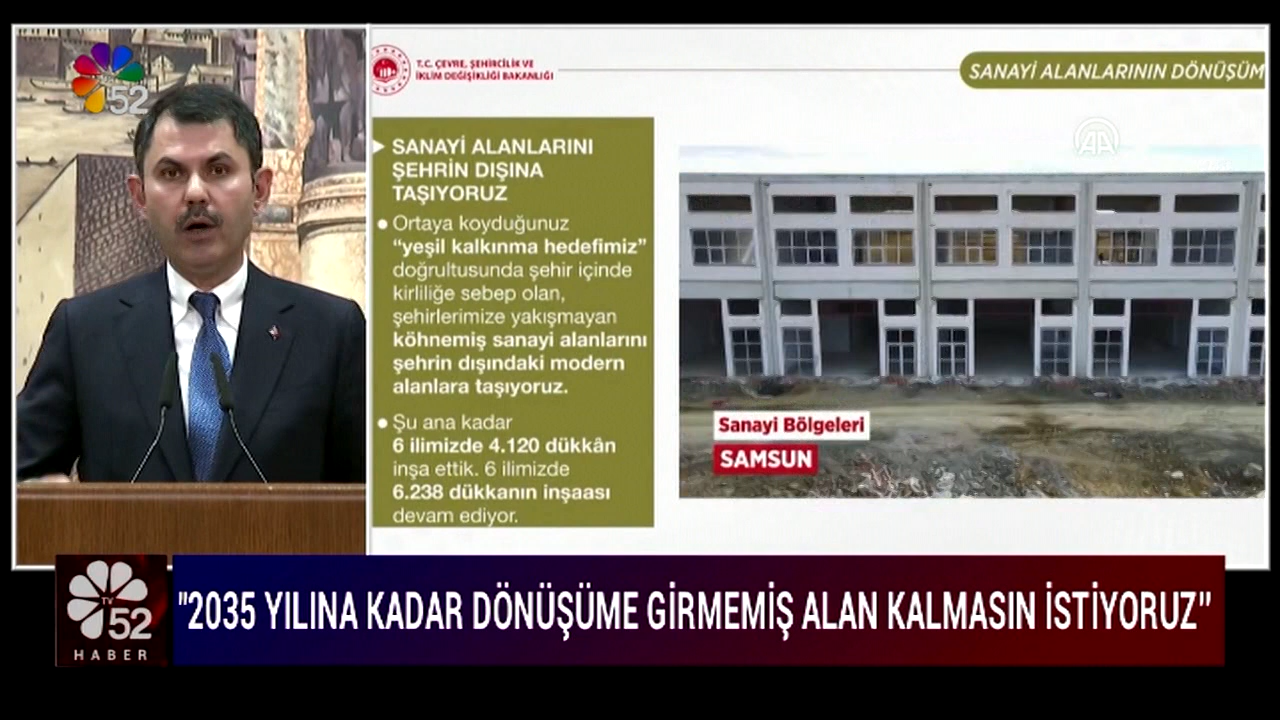 52
T.C. ÇEVRE, ŞEHİRCİLİK VE
İKLİM DEĞİŞİKLİĞİ BAKANLIĞI
SANAYİ ALANLARININ DÖNÜŞÜM
SANAYİ ALANLARINI
ŞEHRİN DIŞINA
TAŞIYORUZ
● Ortaya koyduğunuz
“yeşil kalkınma hedefimiz”
doğrultusunda şehir içinde
kirliliğe sebep olan,
şehirlerimize yakışmayan
köhnemiş sanayi alanlarını
şehrin dışındaki modern
alanlara taşıyoruz.
● Şu ana kadar
6 ilimizde 4.120 dükkân
inşa ettik. 6 ilimizde
6.238 dükkanın inşaası
devam ediyor.
AA
Sanayi Bölgeleri
SAMSUN
TV
52
HABER
"2035 YILINA KADAR DÖNÜŞÜME GİRMEMİŞ ALAN KALMASIN İSTİYORUZ"